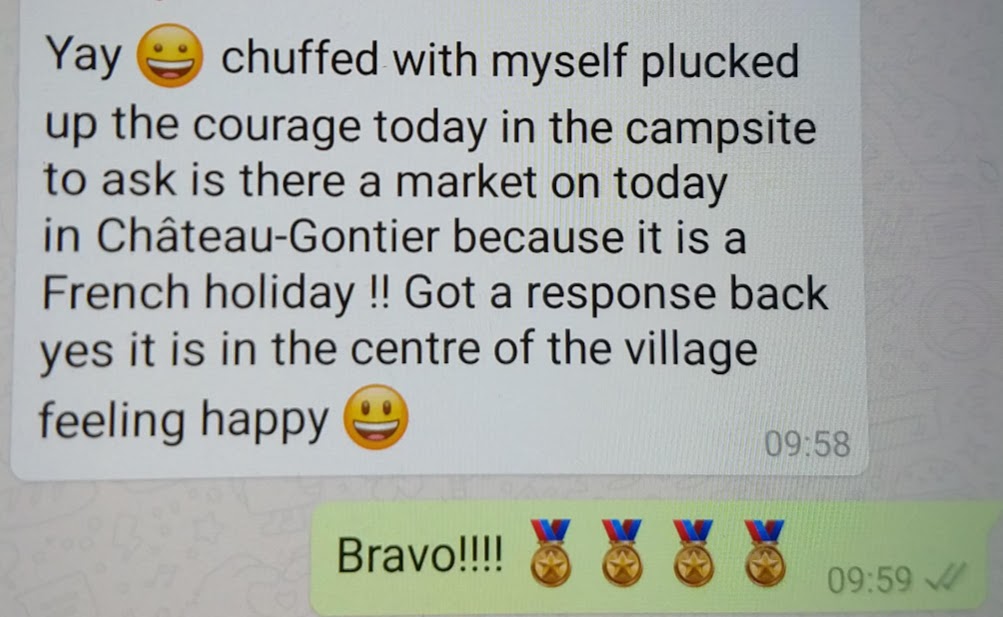 Yay 😀 chuffed with myself plucked
up the courage today in the campsite
to ask is there a market on today
in Château-Gontier because it is a
French holiday !! Got a response back
yes it is in the centre of the village
feeling happy 😃
09:58
Bravo!!!! 🏅 🏅 🏅 🏅 09:59